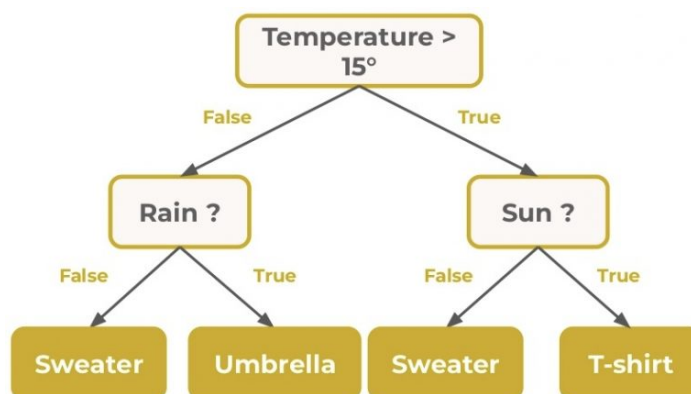 Temperature >
15°
False
True
Rain ?
Sun ?
False
True
False
True
Sweater
Umbrella
Sweater
T-shirt